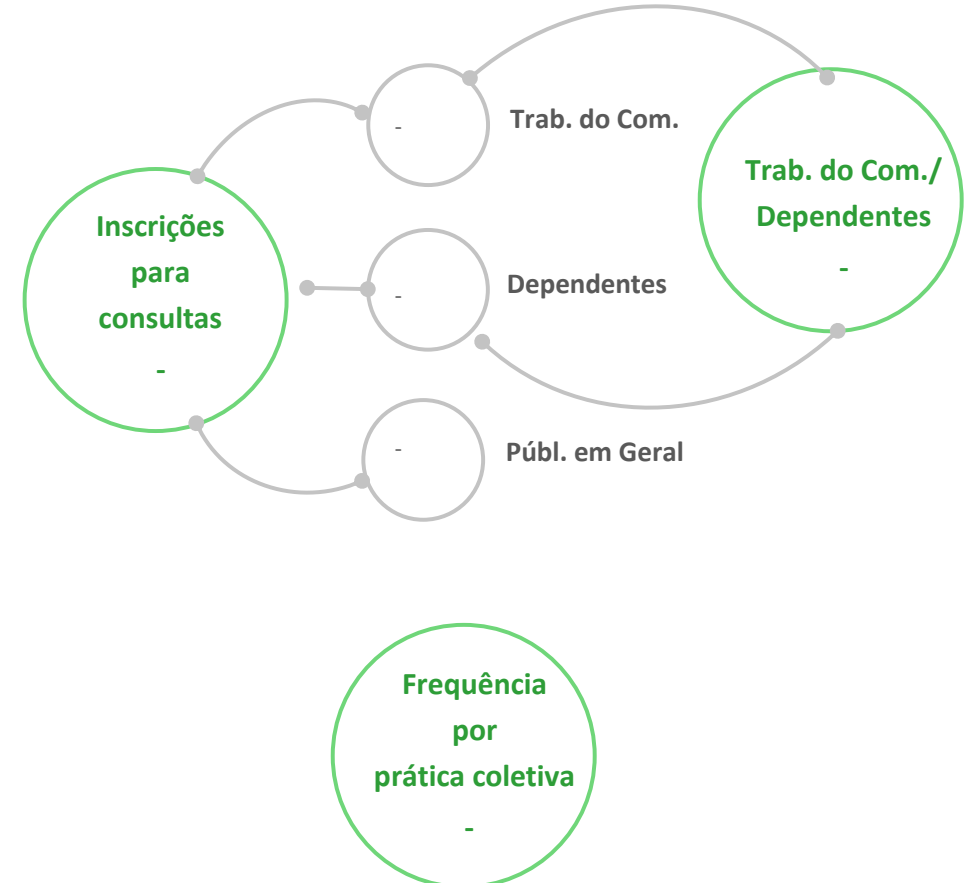 -
Trab. do Com.
Trab. do Com./
Dependentes
-
Inscrições
para
consultas
-
-
Dependentes
-
Públ. em Geral
Frequência
por
prática coletiva
-